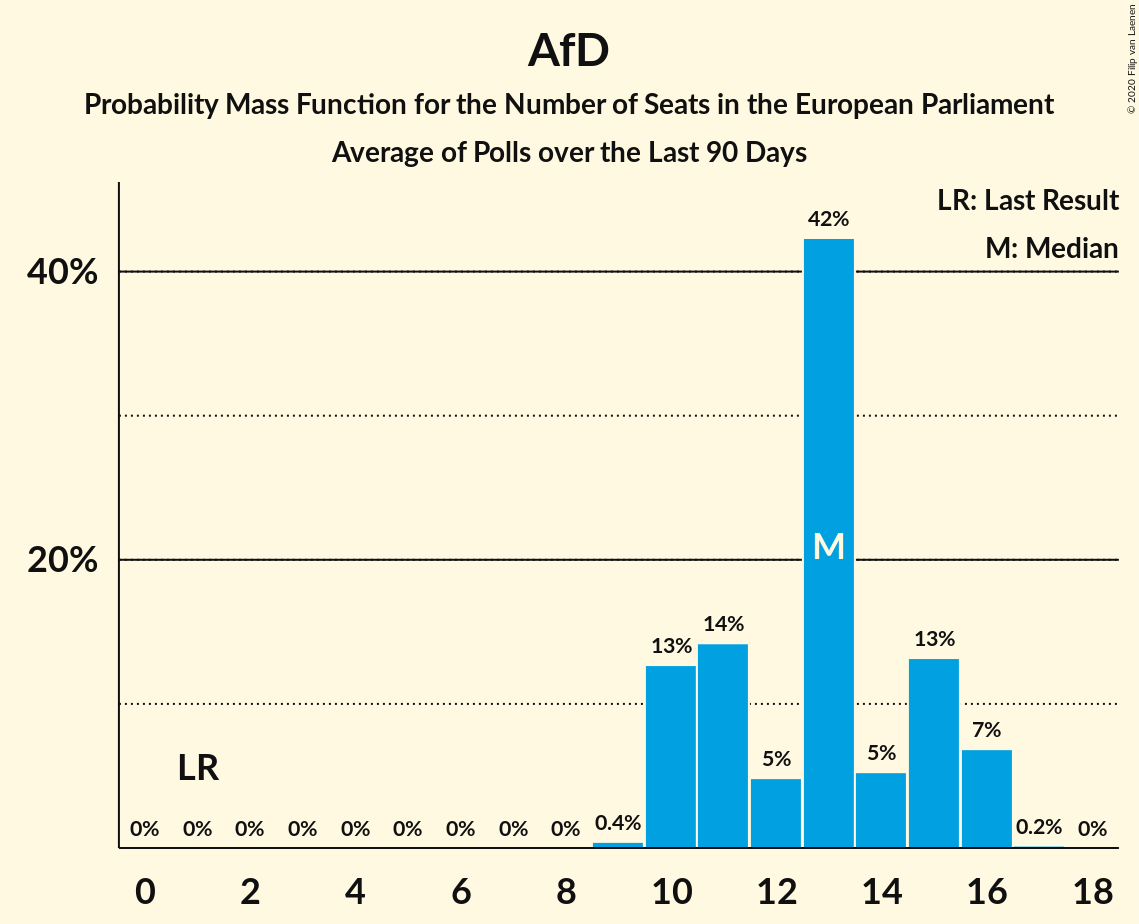 AfD
Probability Mass Function for the Number of Seats in the European Parliament
Average of Polls over the Last 90 Days
© 2020 Filip van Laenen
LR: Last Result
M: Median
42%
40%
M
20%
14%
13%
13%
7%
5%
5%
LR
0% 0% 0% 0% 0% 0% 0% 0% 0% 0.4% 0.2% 0%
0 2 4 6 8 10 12 14 16 18